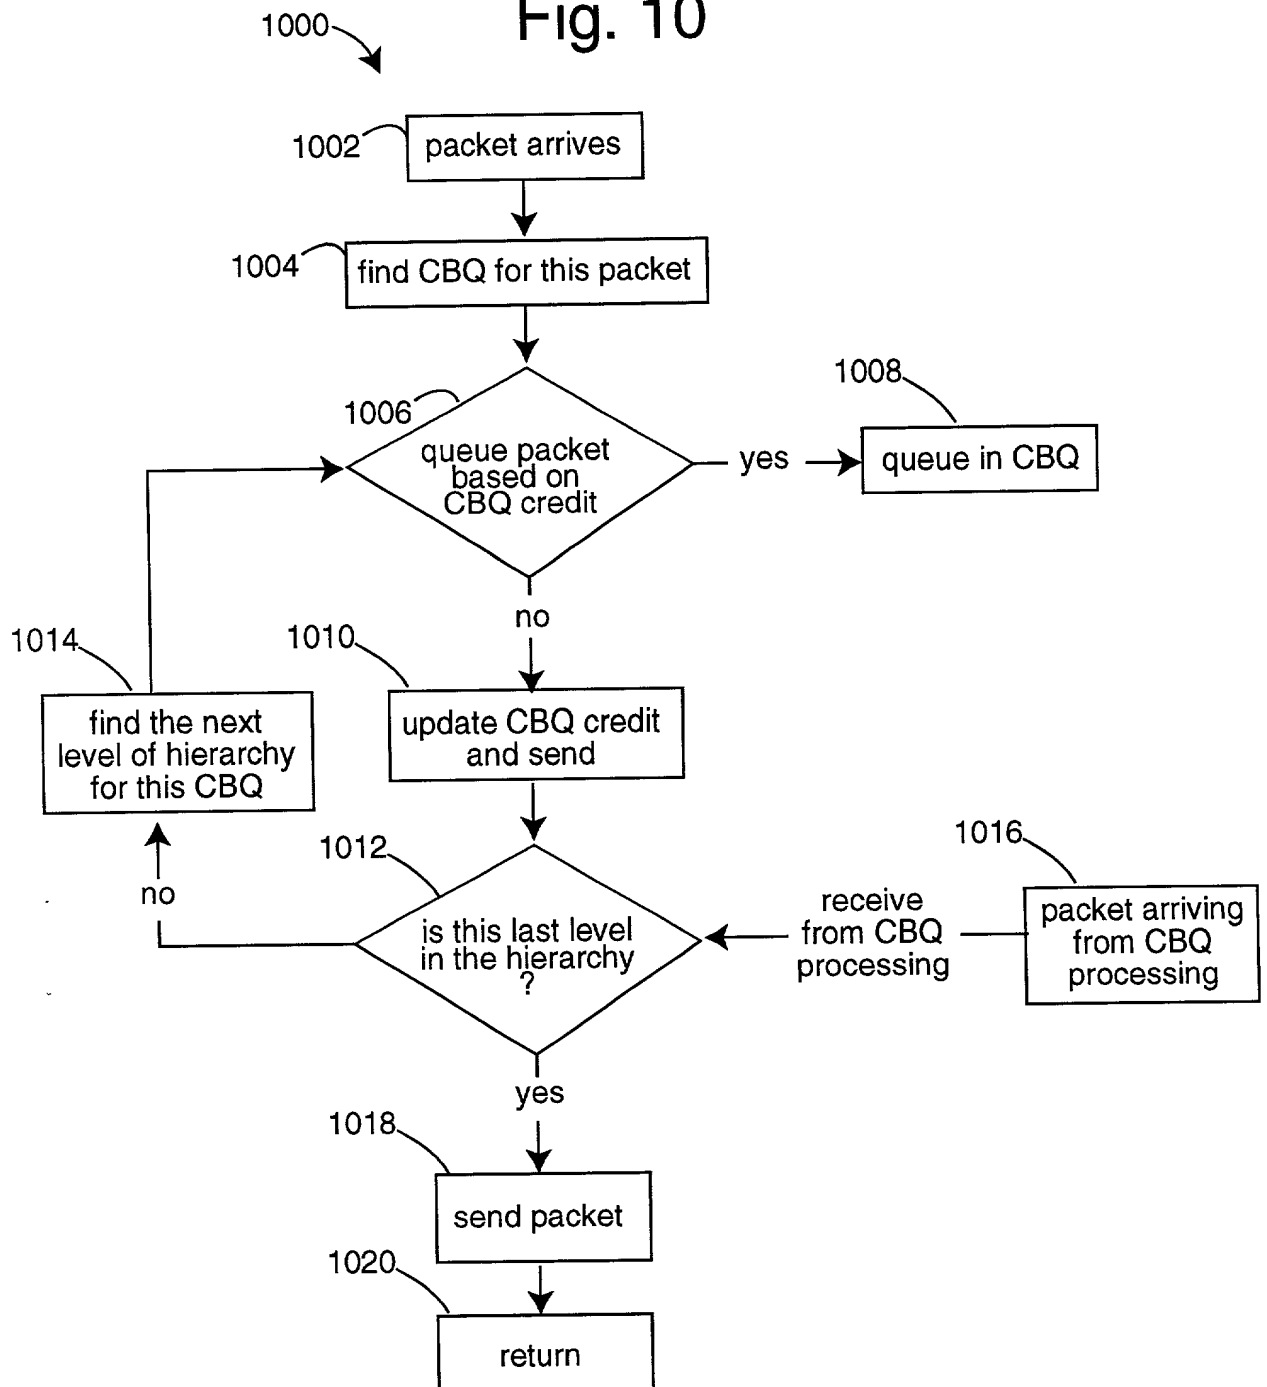 Fig. 10
1000
1002
packet arrives
1004
find CBQ for this packet
1006
queue packet
based on
CBQ credit
yes
1008
queue in CBQ
no
1014
find the next
level of hierarchy
for this CBQ
1010
update CBQ credit
and send
1012
is this last level
in the hierarchy
?
no
receive
from CBQ
processing
1016
packet arriving
from CBQ
processing
yes
1018
send packet
1020
return